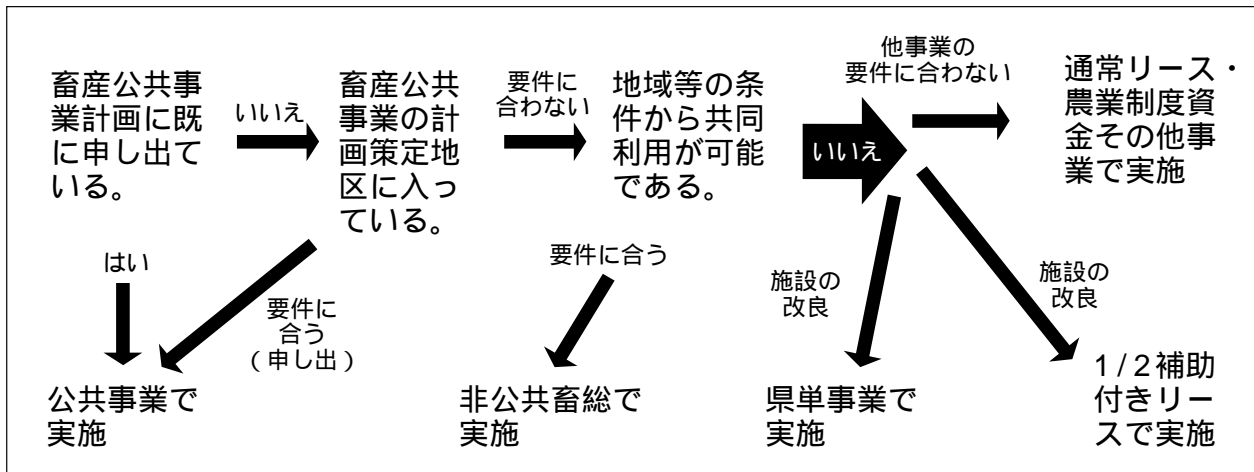 畜産公共事
業計画に既
に申し出て
いる。
いいえ
畜産公共
事業の計
画策定地
区に入っ
ている。
要件に
合わない
地域等の条
件から共同
利用が可能
である。
いいえ
他事業の
要件に合わない
通常リース・
農業制度資
金その他事
業で実施
はい
要件に
合う
(申し出)
要件に合う
施設の
改良
施設の
改良
公共事業で
実施
非公共畜総で
実施
県単事業で
実施
1/2補助
付きリー
スで実施